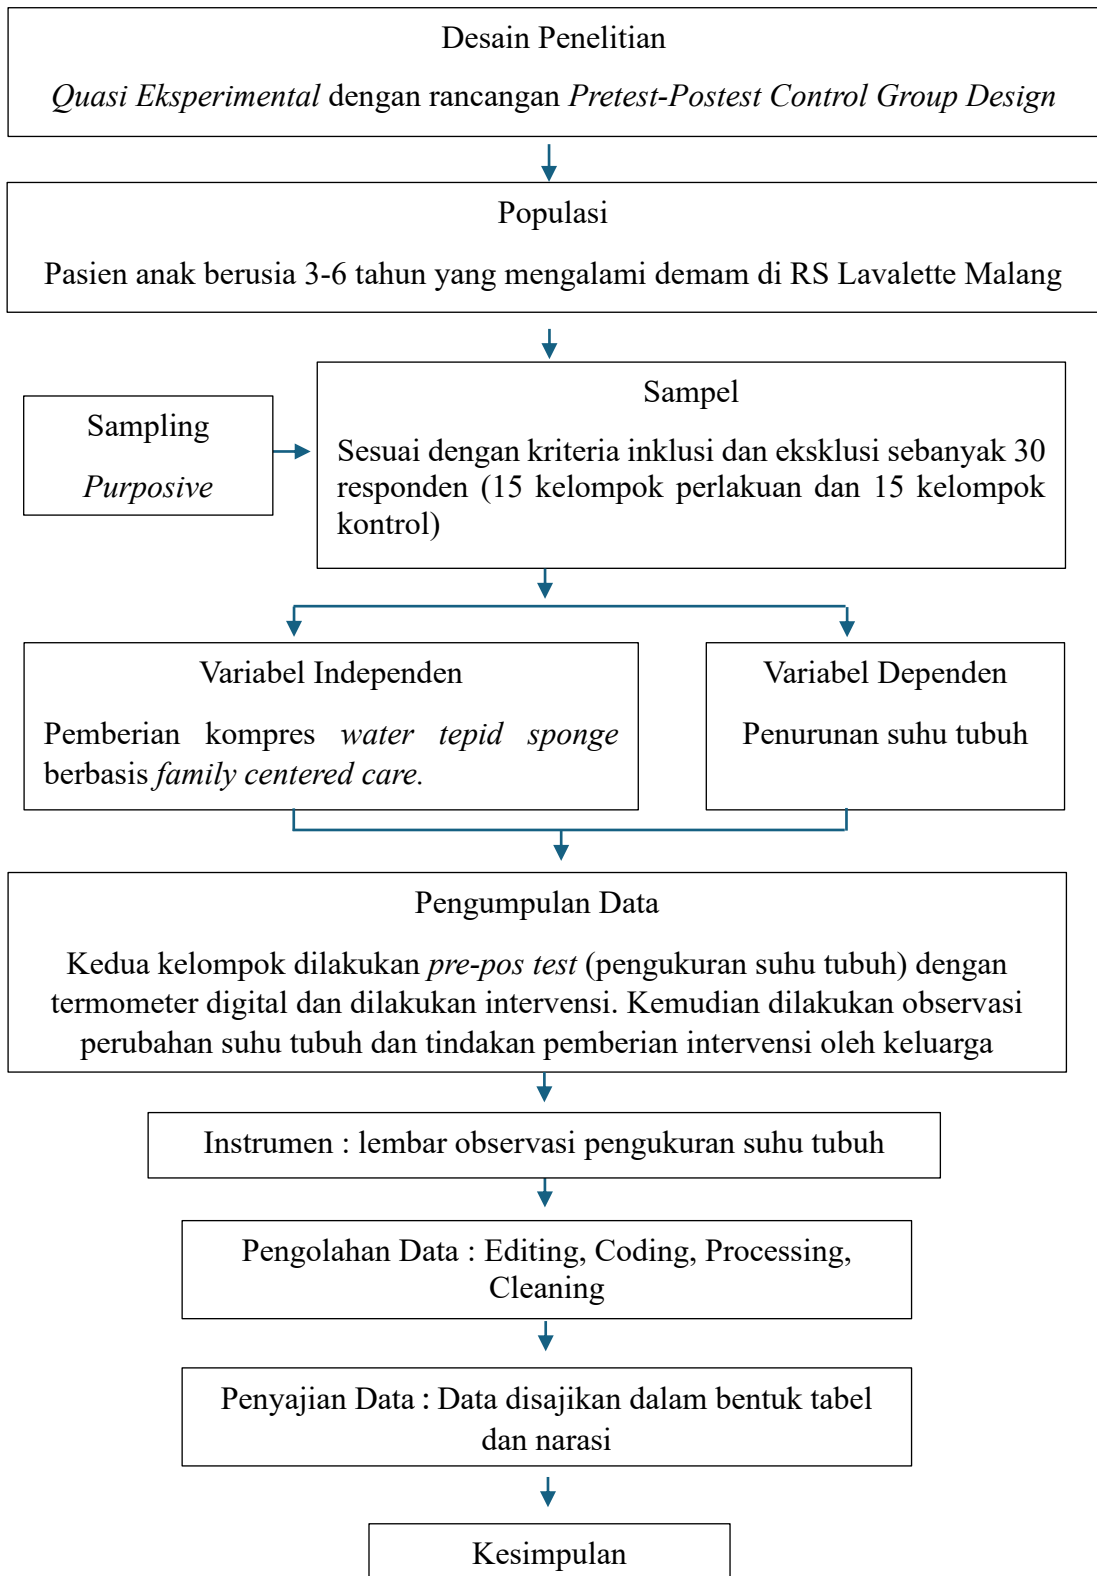 Desain Penelitian
Quasi Eksperimental dengan rancangan Pretest-Postest Control Group Design
Populasi
Pasien anak berusia 3-6 tahun yang mengalami demam di RS Lavalette Malang
Sampling
Purposive
Sampel
Sesuai dengan kriteria inklusi dan eksklusi sebanyak 30
responden (15 kelompok perlakuan dan 15 kelompok
kontrol)
Variabel Independen
Pemberian kompres water tepid sponge
berbasis family centered care.
Variabel Dependen
Penurunan suhu tubuh
Pengumpulan Data
Kedua kelompok dilakukan pre-pos test (pengukuran suhu tubuh) dengan
termometer digital dan dilakukan intervensi. Kemudian dilakukan observasi
perubahan suhu tubuh dan tindakan pemberian intervensi oleh keluarga
Instrumen : lembar observasi pengukuran suhu tubuh
Pengolahan Data : Editing, Coding, Processing,
Cleaning
Penyajian Data : Data disajikan dalam bentuk tabel
dan narasi
Kesimpulan